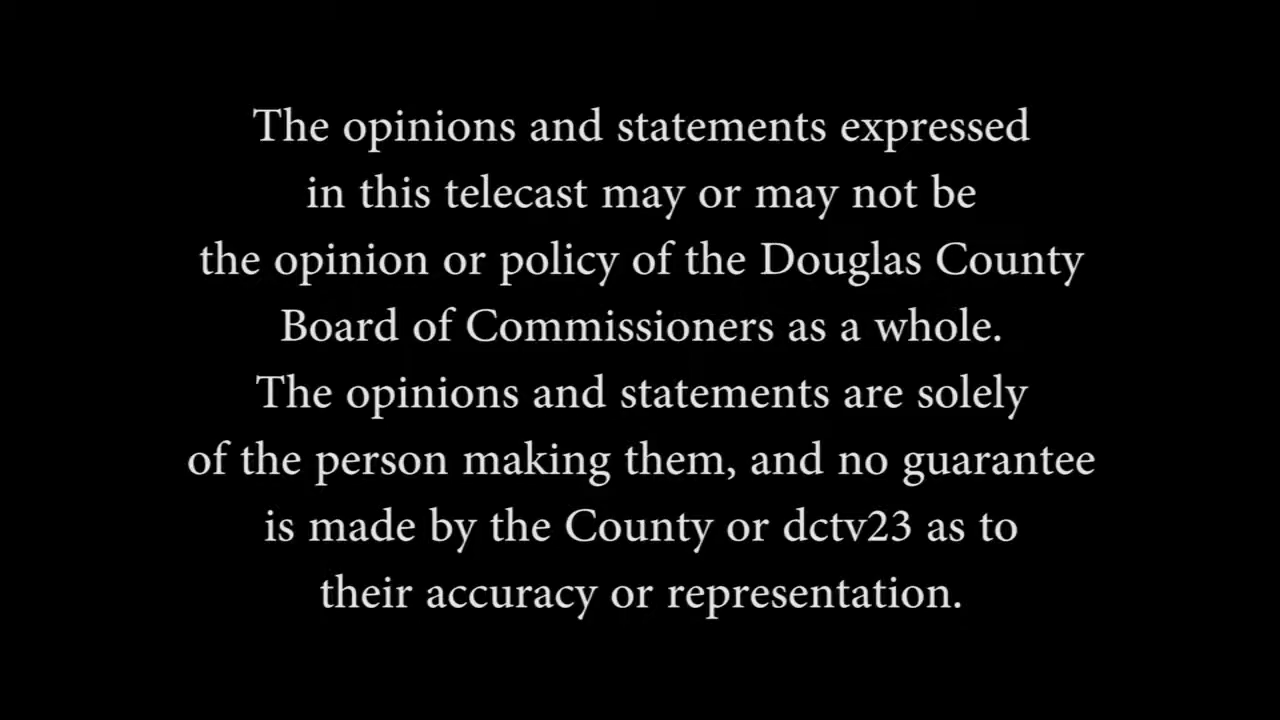 The opinions and statements expressed
in this telecast may or may not be
the opinion or policy of the Douglas County
Board of Commissioners as a whole.
The opinions and statements are solely
of the person making them, and no guarantee
is made by the County or dctv23 as to
their accuracy or representation.